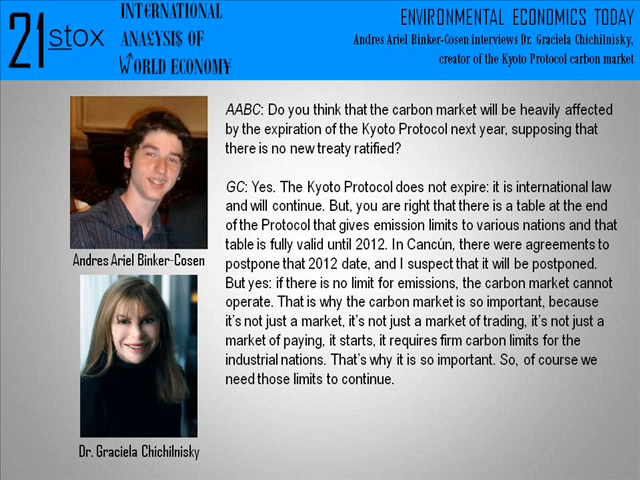 21stox
INTERNATIONAL
ANA£YSI$ OF
WORLD ECONOM¥
ENVIRONMENTAL ECONOMICS TODAY
Andres Ariel Binker-Cosen interviews Dr. Graciela Chichilnisky,
creator of the Kyoto Protocol carbon market
AABC: Do you think that the carbon market will be heavily affected
by the expiration of the Kyoto Protocol next year, supposing that
there is no new treaty ratified?
GC: Yes. The Kyoto Protocol does not expire: it is international law
and will continue. But, you are right that there is a table at the end
of the Protocol that gives emission limits to various nations and that
table is fully valid until 2012. In Cancún, there were agreements to
postpone that 2012 date, and I suspect that it will be postponed.
But yes: if there is no limit for emissions, the carbon market cannot
operate. That is why the carbon market is so important, because
it's not just a market, it's not just a market of trading, it's not just a
market of paying, it starts, it requires firm carbon limits for the
industrial nations. That's why it is so important. So, of course we
need those limits to continue.
Andres Ariel Binker-Cosen
Dr. Graciela Chichilnisky